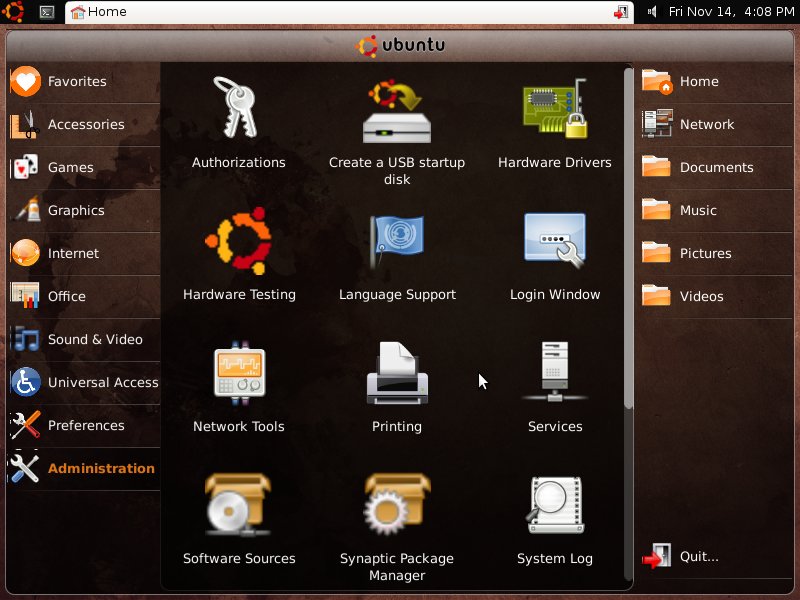 Home
Fri Nov 14, 4:08 PM
ubuntu
Favorites
Accessories
Games
Graphics
Internet
Office
Sound & Video
Universal Access
Preferences
Administration
Authorizations
Create a USB startup
disk
Hardware Drivers
Hardware Testing
Language Support
Login Window
Network Tools
Printing
Services
Software Sources
Synaptic Package
Manager
System Log
Home
Network
Documents
Music
Pictures
Videos
Quit...